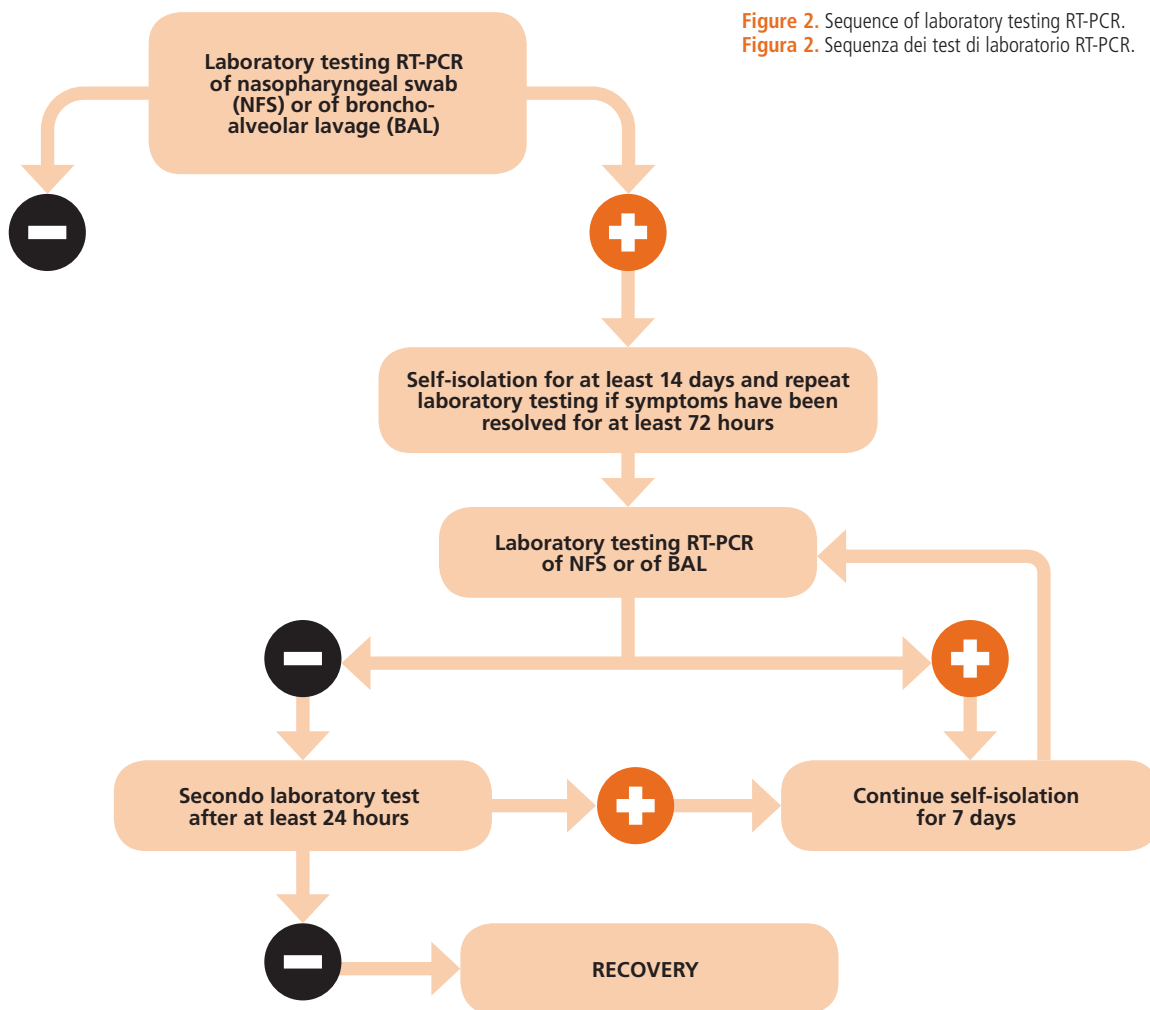 Figure 2. Sequence of laboratory testing RT-PCR.
Figura 2. Sequenza dei test di laboratorio RT-PCR.
Laboratory testing RT-PCR
of nasopharyngeal swab
(NFS) or of broncho-
alveolar lavage (BAL)
Self-isolation for at least 14 days and repeat
laboratory testing if symptoms have been
resolved for at least 72 hours
Laboratory testing RT-PCR
of NFS or of BAL
Secondo laboratory test
after at least 24 hours
Continue self-isolation
for 7 days
RECOVERY